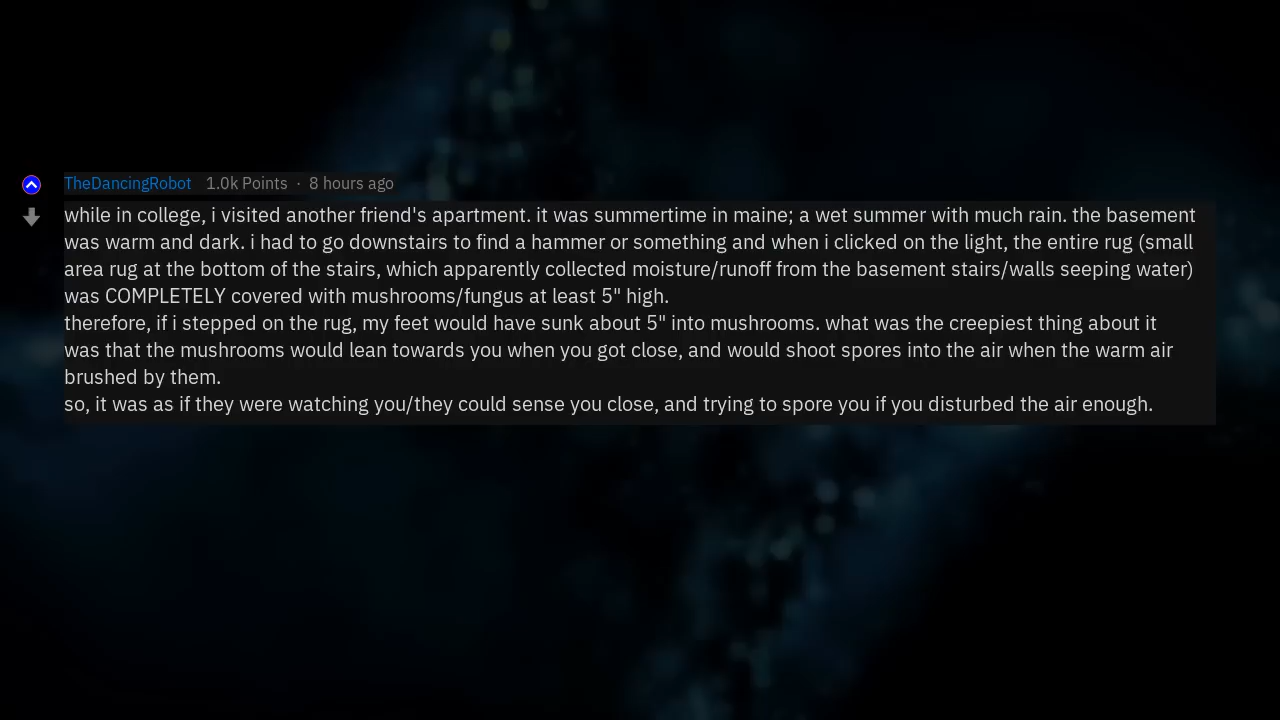 TheDancingRobot 1.0k Points · 8 hours ago
while in college, i visited another friend's apartment. it was summertime in maine; a wet summer with much rain. the basement
was warm and dark. i had to go downstairs to find a hammer or something and when i clicked on the light, the entire rug (small
area rug at the bottom of the stairs, which apparently collected moisture/runoff from the basement stairs/walls seeping water)
was COMPLETELY covered with mushrooms/fungus at least 5" high.
therefore, if i stepped on the rug, my feet would have sunk about 5" into mushrooms. what was the creepiest thing about it
was that the mushrooms would lean towards you when you got close, and would shoot spores into the air when the warm air
brushed by them.
so, it was as if they were watching you/they could sense you close, and trying to spore you if you disturbed the air enough.